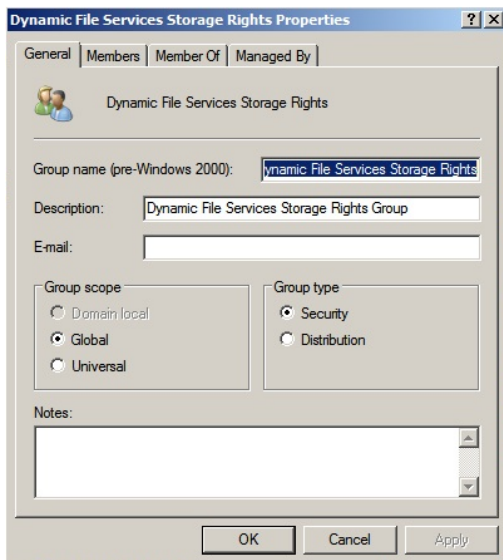 Dynamic File Services Storage Rights Properties
General Members Member Of Managed By
Dynamic File Services Storage Rights
Group name (pre-Windows 2000): ynamic File Services Storage Rights
Description: Dynamic File Services Storage Rights Group
E-mail:
Group scope Group type
Domain local Security
Global Distribution
Universal
Notes:
OK Cancel Apply